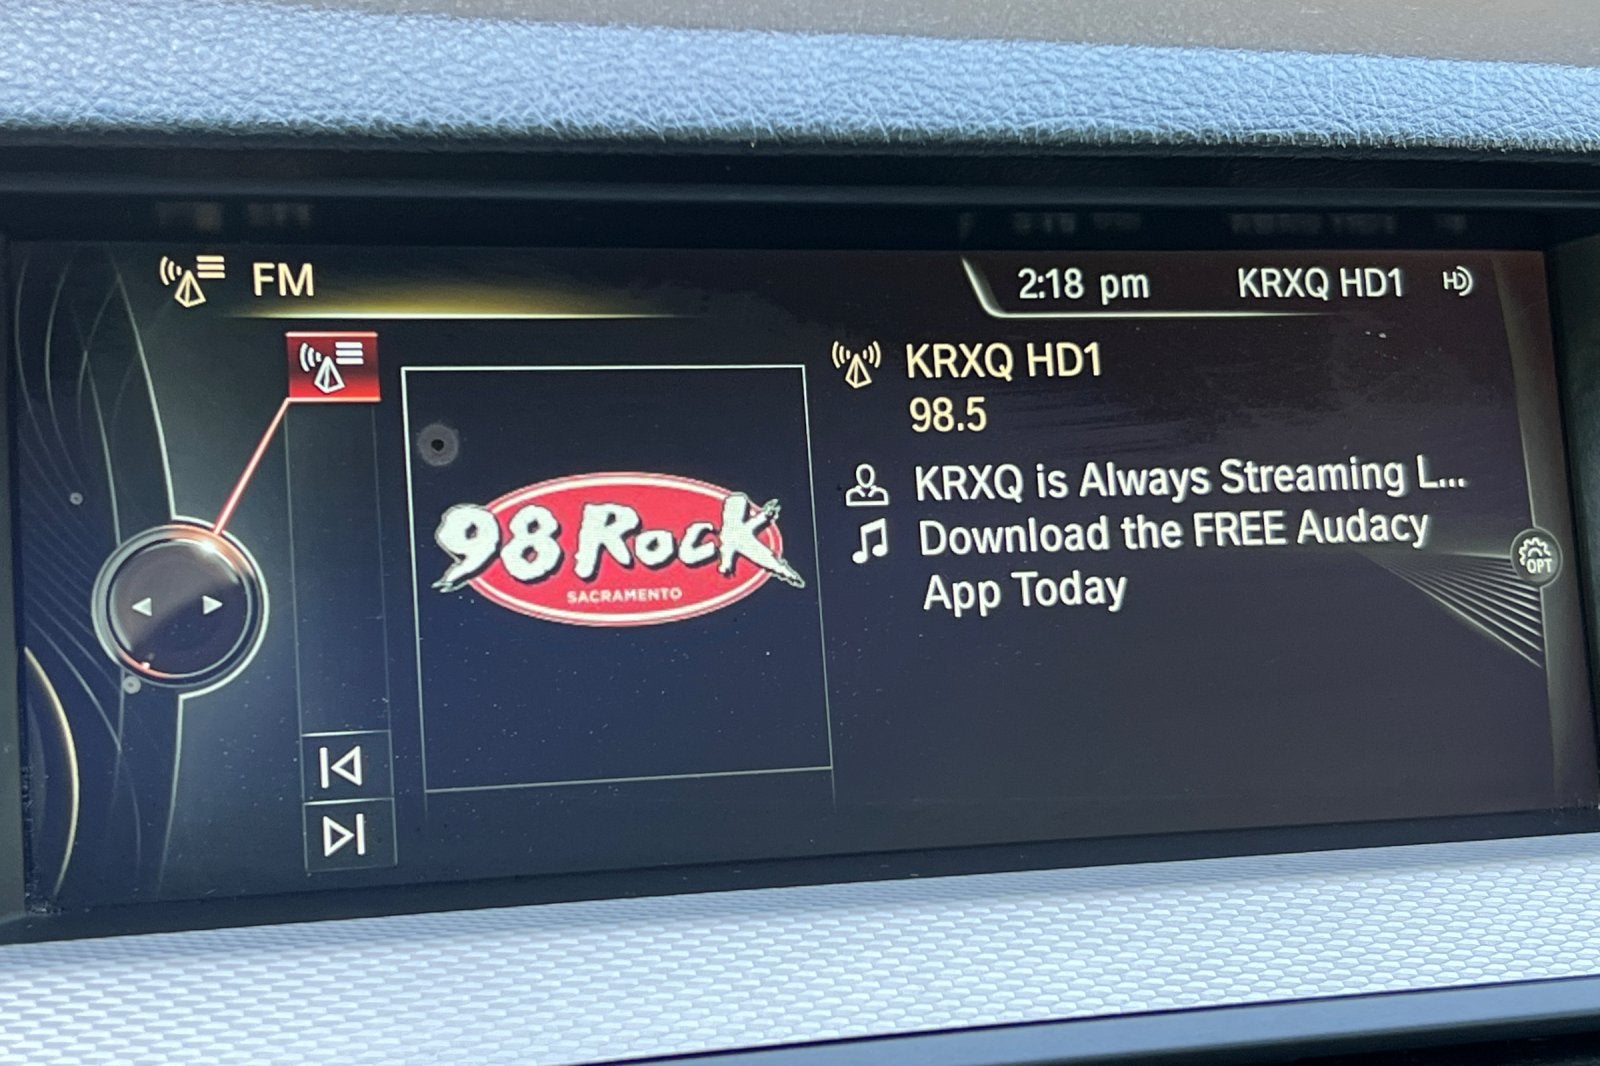 FM
2:18 pm
KRXQ HD1
HD
98 ROCK
SACRAMENTO
KRXQ HD1
98.5
KRXQ is Always Streaming L...
Download the FREE Audacy
App Today
OPT